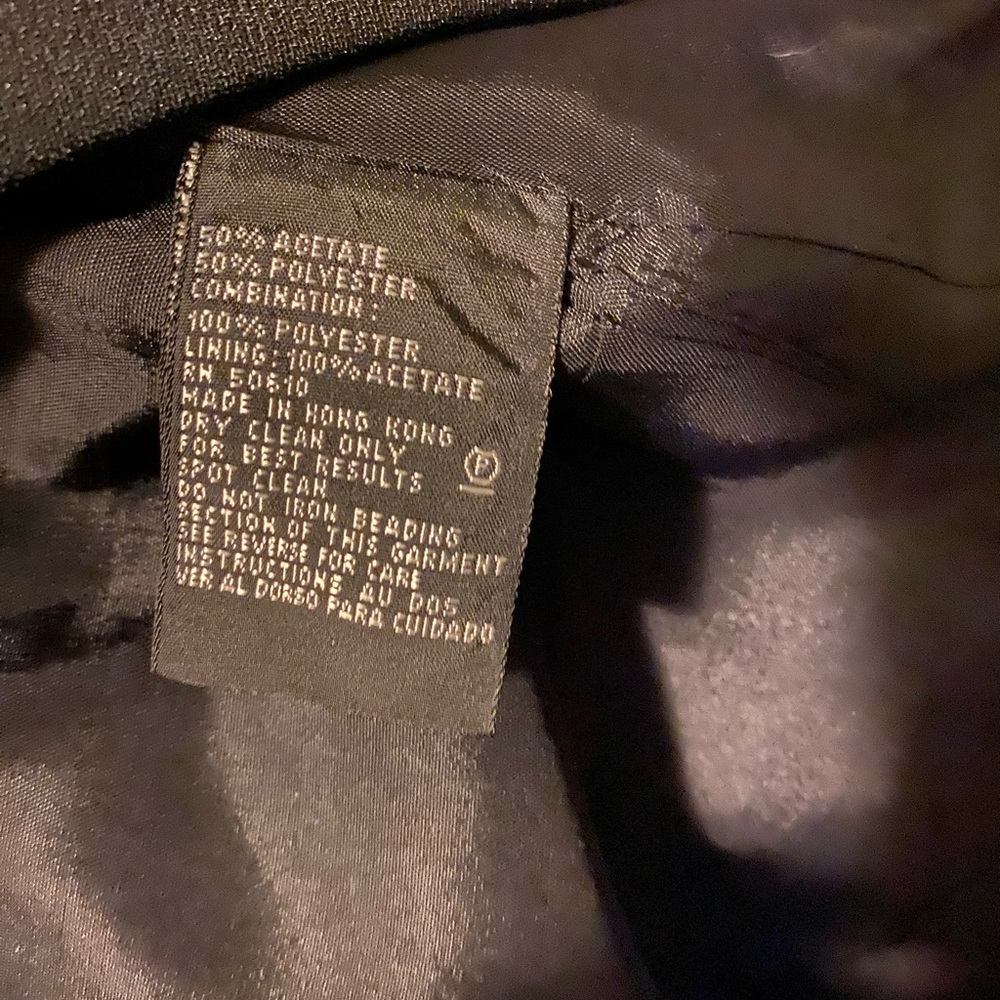 50% ACETATE
50% POLYESTER
COMBINATION:
100% POLYESTER
LINING: 100% ACETATE
RN 50610
MADE IN HONG KONG
DRY CLEAN ONLY
FOR BEST RESULTS
SPOT CLEAN
P
DO NOT IRON BEADING
SECTION OF THIS GARMENT
SEE REVERSE FOR CARE
INSTRUCTIONS AU DOS
VER AL DORSO PARA CUIDADO